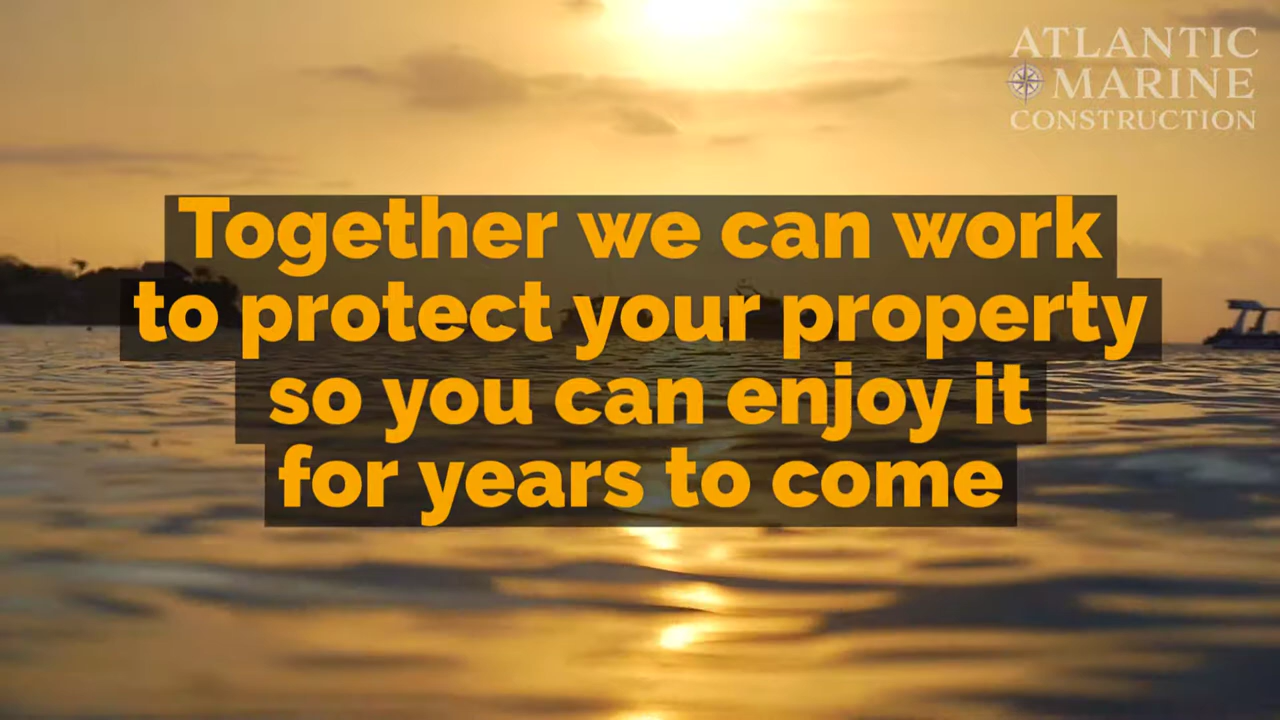 ATLANTIC
MARINE
CONSTRUCTION
Together we can work
to protect your property
so you can enjoy it
for years to come